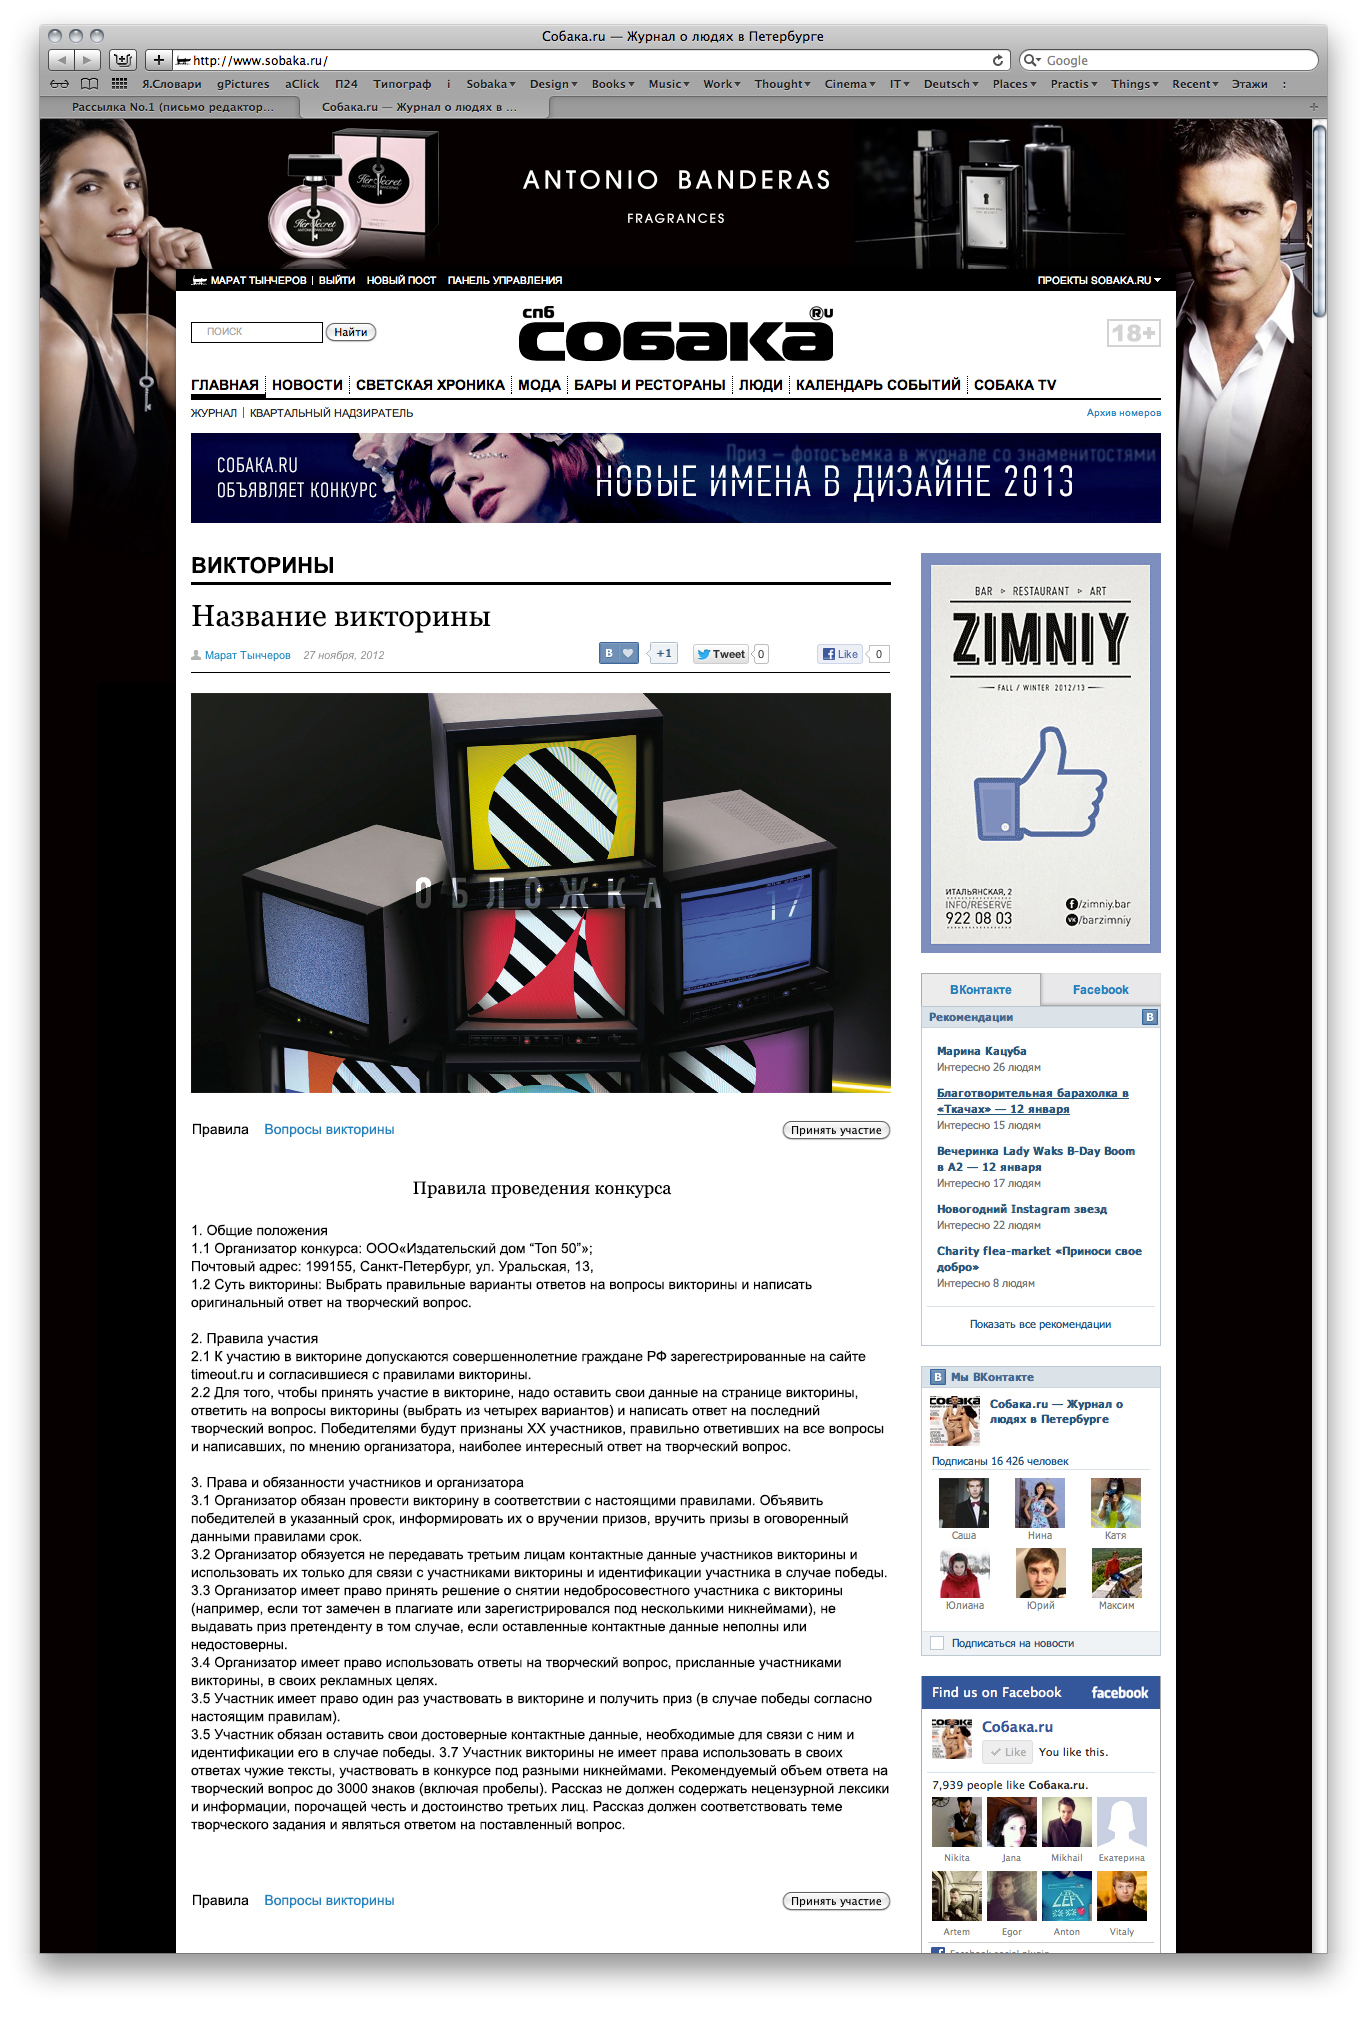 Собака.ru — Журнал о людях в Петербурге
http://www.sobaka.ru/
Google
Я.Словари gPictures aClick П24 Типограф i Sobaka Design Books Music Work Thought Cinema IT Deutsch Places Practis Things Recent Этажи :
Рассылка No.1 (письмо редактор...
Собака.ru — Журнал о людях в ...
Her Secret
ANTONIO BANDERAS
Her Secret
ANTONIO BANDERAS
ANTONIO BANDERAS
FRAGRANCES
МАРАТ ТЫНЧЕРОВ | ВЫЙТИ НОВЫЙ ПОСТ ПАНЕЛЬ УПРАВЛЕНИЯ
ПРОЕКТЫ SOBAKA.RU
ПОИСК
Найти
спб
собака
®U
18+
ГЛАВНАЯ НОВОСТИ СВЕТСКАЯ ХРОНИКА МОДА БАРЫ И РЕСТОРАНЫ ЛЮДИ КАЛЕНДАРЬ СОБЫТИЙ СОБАКА TV
ЖУРНАЛ | КВАРТАЛЬНЫЙ НАДЗИРАТЕЛЬ
Архив номеров
СОБАКА.RU
ОБЪЯВЛЯЕТ КОНКУРС
Приз — фотосъемка в журнале со знаменитостями
НОВЫЕ ИМЕНА В ДИЗАЙНЕ 2013
ВИКТОРИНЫ
Название викторины
Марат Тынчеров 27 ноября, 2012
B +1
Tweet 0
Like 0
ОБЛОЖКА 17
Правила Вопросы викторины
Принять участие
Правила проведения конкурса
1. Общие положения
1.1 Организатор конкурса: ООО«Издательский дом “Топ 50”»;
Почтовый адрес: 199155, Санкт-Петербург, ул. Уральская, 13,
1.2 Суть викторины: Выбрать правильные варианты ответов на вопросы викторины и написать
оригинальный ответ на творческий вопрос.
2. Правила участия
2.1 К участию в викторине допускаются совершеннолетние граждане РФ зарегестрированные на сайте
timeout.ru и согласившиеся с правилами викторины.
2.2 Для того, чтобы принять участие в викторине, надо оставить свои данные на странице викторины,
ответить на вопросы викторины (выбрать из четырех вариантов) и написать ответ на последний
творческий вопрос. Победителями будут признаны XX участников, правильно ответивших на все вопросы
и написавших, по мнению организатора, наиболее интересный ответ на творческий вопрос.
3. Права и обязанности участников и организатора
3.1 Организатор обязан провести викторину в соответствии с настоящими правилами. Объявить
победителей в указанный срок, информировать их о вручении призов, вручить призы в оговоренный
данными правилами срок.
3.2 Организатор обязуется не передавать третьим лицам контактные данные участников викторины и
использовать их только для связи с участниками викторины и идентификации участника в случае победы.
3.3 Организатор имеет право принять решение о снятии недобросовестного участника с викторины
(например, если тот замечен в плагиате или зарегистрировался под несколькими никнеймами), не
выдавать приз претенденту в том случае, если оставленные контактные данные неполны или
недостоверны.
3.4 Организатор имеет право использовать ответы на творческий вопрос, присланные участниками
викторины, в своих рекламных целях.
3.5 Участник имеет право один раз участвовать в викторине и получить приз (в случае победы согласно
настоящим правилам).
3.5 Участник обязан оставить свои достоверные контактные данные, необходимые для связи с ним и
идентификации его в случае победы. 3.7 Участник викторины не имеет права использовать в своих
ответах чужие тексты, участвовать в конкурсе под разными никнеймами. Рекомендуемый объем ответа на
творческий вопрос до 3000 знаков (включая пробелы). Рассказ не должен содержать нецензурной лексики
и информации, порочащей честь и достоинство третьих лиц. Рассказ должен соответствовать теме
творческого задания и являться ответом на поставленный вопрос.
Правила Вопросы викторины
Принять участие
BAR RESTAURANT ART
ZIMNIY
FALL / WINTER 2012/13
ИТАЛЬЯНСКАЯ, 2
INFO/RESERVE
922 08 03
/zimniy.bar
/barzimniy
ВКонтакте Facebook
Рекомендации B
Марина Кацуба
Интересно 26 людям
Благотворительная барахолка в
«Ткачах» — 12 января
Интересно 15 людям
Вечеринка Lady Waks B-Day Boom
в А2 — 12 января
Интересно 17 людям
Новогодний Instagram звезд
Интересно 22 людям
Charity flea-market «Приноси свое
добро»
Интересно 8 людям
Показать все рекомендации
B Мы ВКонтакте
собака
Собака.ru — Журнал о
людях в Петербурге
Подписаны 16 426 человек
Саша Нина Катя
Юлиана Юрий Максим
Подписаться на новости
Find us on Facebook facebook
собака
Собака.ru
Like You like this.
7,939 people like Собака.ru.
Nikita Jana Mikhail Екатерина
Artem Egor Anton Vitaly
Facebook social plugin